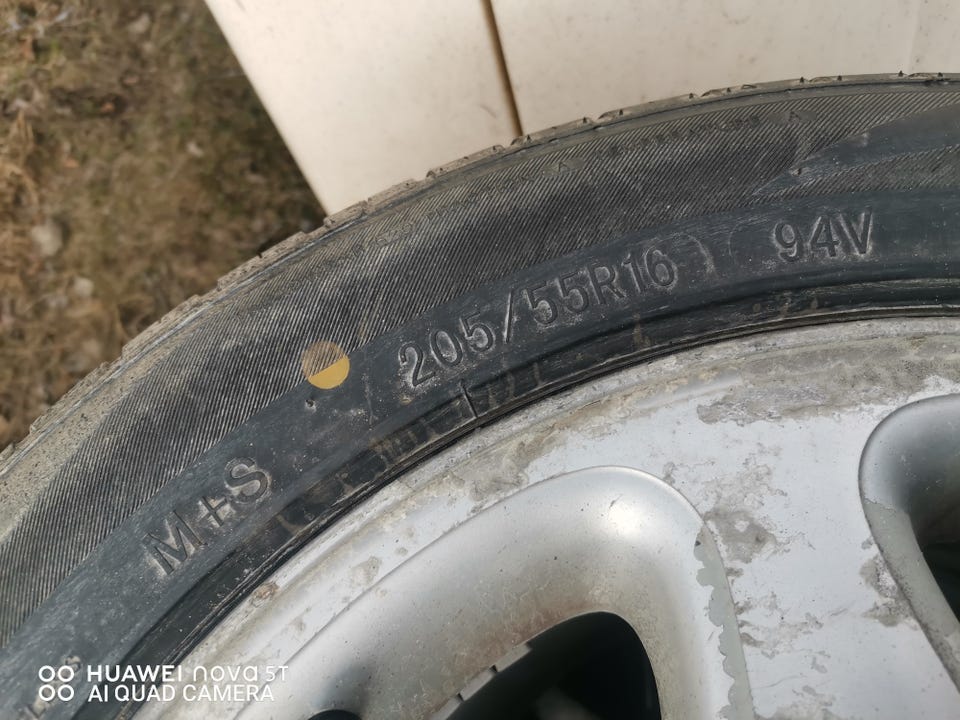 205/55R16 94V
M+S
HUAWEI nova 5T
AI QUAD CAMERA